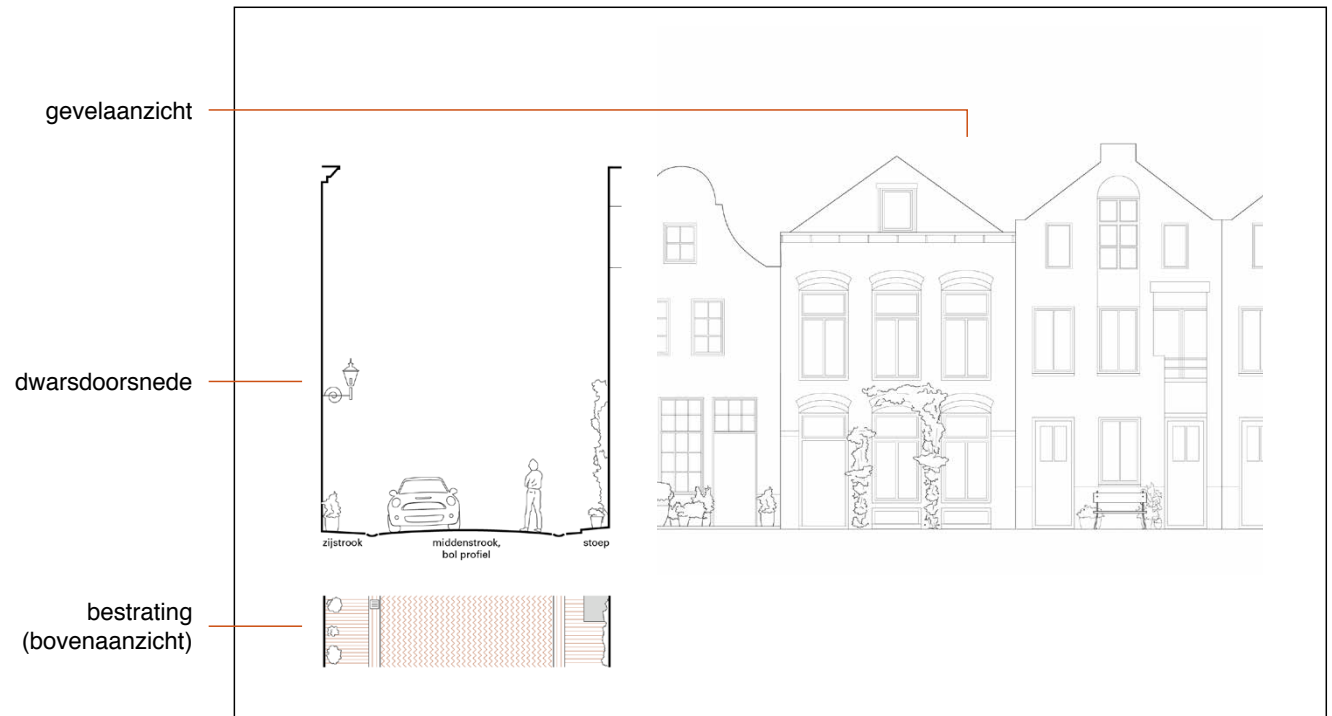 gevelaanzicht
dwarsdoorsnede
zijstrook
middenstrook,
bol profiel
stoep
bestrating
(bovenaanzicht)